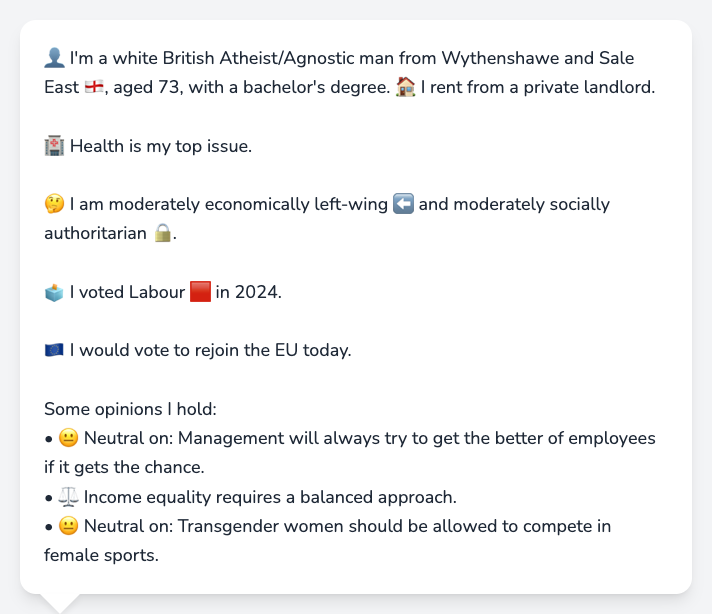 👤 I'm a white British Atheist/Agnostic man from Wythenshawe and Sale
East 🏴󠁧󠁢󠁥󠁮󠁧󠁿, aged 73, with a bachelor's degree. 🏠 I rent from a private landlord.
🏥 Health is my top issue.
🤔 I am moderately economically left-wing ⬅️ and moderately socially
authoritarian 🔒.
🗳️ I voted Labour 🟥 in 2024.
🇪🇺 I would vote to rejoin the EU today.
Some opinions I hold:
• 😐 Neutral on: Management will always try to get the better of employees
if it gets the chance.
• ⚖️ Income equality requires a balanced approach.
• 😐 Neutral on: Transgender women should be allowed to compete in
female sports.